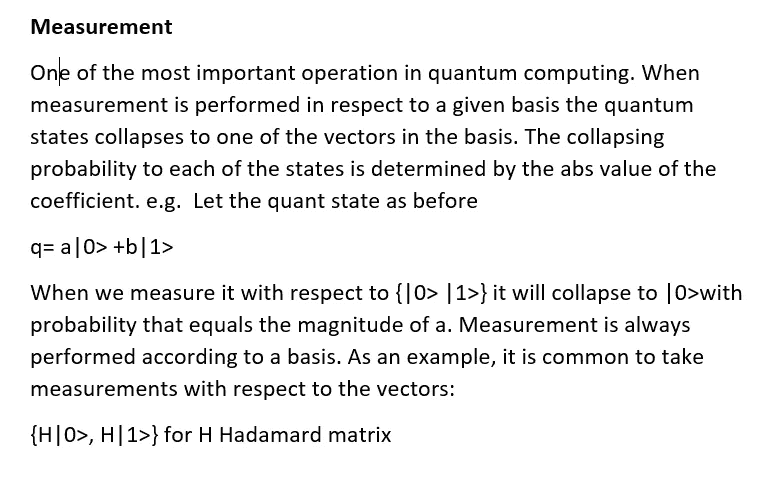 Measurement
One of the most important operation in quantum computing. When
measurement is performed in respect to a given basis the quantum
states collapses to one of the vectors in the basis. The collapsing
probability to each of the states is determined by the abs value of the
coefficient. e.g.  Let the quant state as before
q= a|0> +b|1>
When we measure it with respect to {|0> |1>} it will collapse to |0>with
probability that equals the magnitude of a. Measurement is always
performed according to a basis. As an example, it is common to take
measurements with respect to the vectors:
{H|0>, H|1>} for H Hadamard matrix